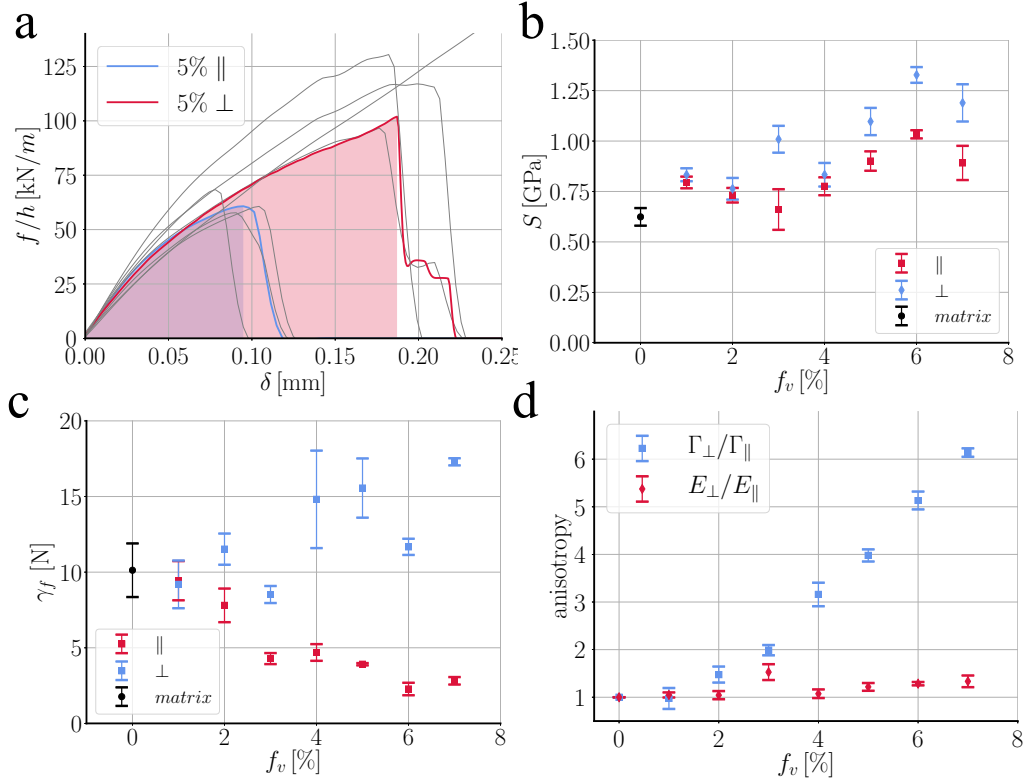 a
f/h [kN/m]
125
100
75
50
25
0
5% ∥
5% ⊥
0.00 0.05 0.10 0.15 0.20 0.25
δ [mm]
b
S [GPa]
1.50
1.25
1.00
0.75
0.50
0.25
0.00
∥
⊥
matrix
0 2 4 6 8
f_v [%]
c
γ_f [N]
20
15
10
5
0
∥
⊥
matrix
0 2 4 6 8
f_v [%]
d
anisotropy
6
5
4
3
2
1
Γ⊥/Γ∥
E⊥/E∥
0 2 4 6 8
f_v [%]